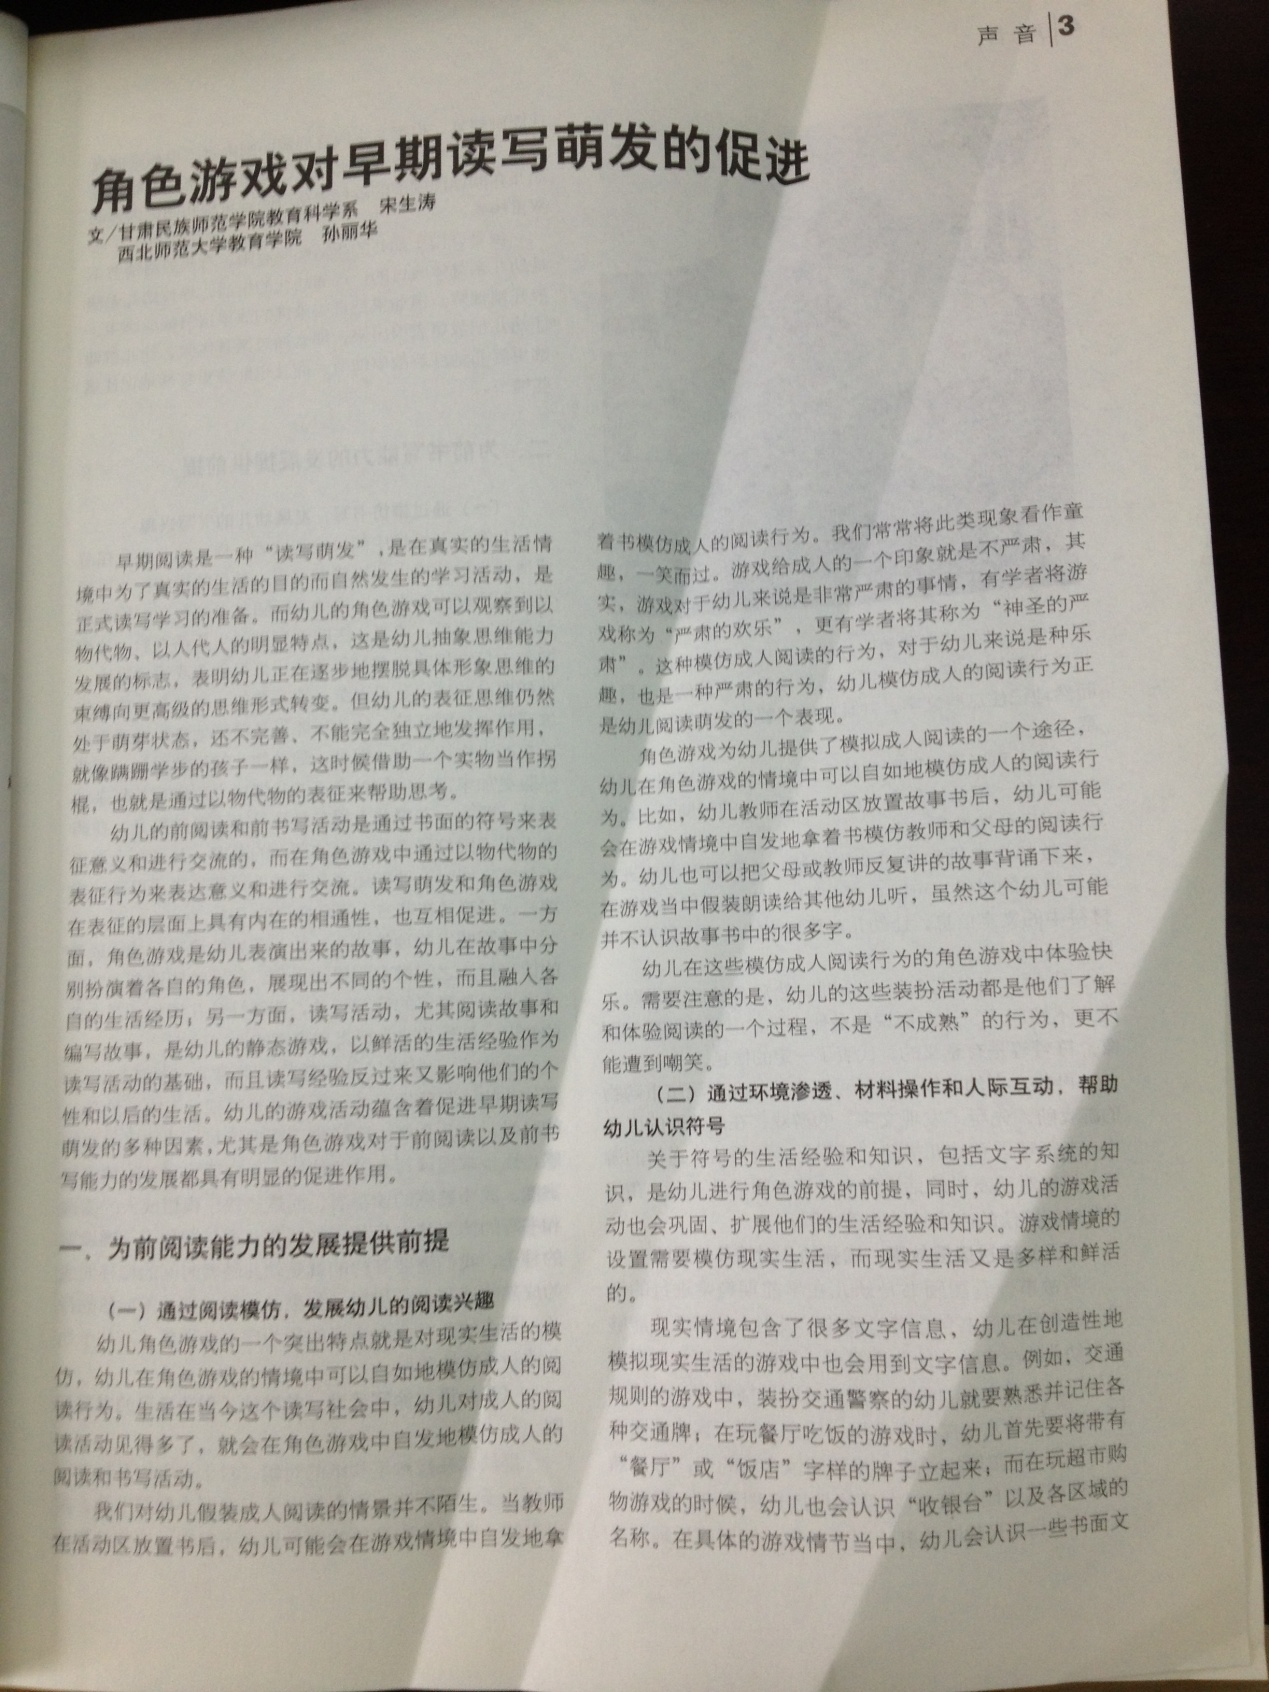 声音 3
角色游戏对早期读写萌发的促进
文/甘肃民族师范学院教育科学系 宋生涛
西北师范大学教育学院 孙丽华
早期阅读是一种“读写萌发”,是在真实的生活情
境中为了真实的生活的目的而自然发生的学习活动，是
正式读写学习的准备。而幼儿的角色游戏可以观察到以
物代物、以人代人的明显特点，这是幼儿抽象思维能力
发展的标志，表明幼儿正在逐步地摆脱具体形象思维的
束缚向更高级的思维形式转变。但幼儿的表征思维仍然
处于萌芽状态，还不完善、不能完全独立地发挥作用，
就像蹒跚学步的孩子一样，这时候借助一个实物当作拐
棍，也就是通过以物代物的表征来帮助思考。
幼儿的前阅读和前书写活动是通过书面的符号来表
征意义和进行交流的，而在角色游戏中通过以物代物的
表征行为来表达意义和进行交流。读写萌发和角色游戏
在表征的层面上具有内在的相通性，也互相促进。一方
面，角色游戏是幼儿表演出来的故事，幼儿在故事中分
别扮演着各自的角色，展现出不同的个性，而且融入各
自的生活经历；另一方面，读写活动，尤其阅读故事和
编写故事，是幼儿的静态游戏，以鲜活的生活经验作为
读写活动的基础，而且读写经验反过来又影响他们的个
性和以后的生活。幼儿的游戏活动蕴含着促进早期读写
萌发的多种因素,尤其是角色游戏对于前阅读以及前书
写能力的发展都具有明显的促进作用。
一．为前阅读能力的发展提供前提
（一）通过阅读模仿，发展幼儿的阅读兴趣
幼儿角色游戏的一个突出特点就是对现实生活的模
仿，幼儿在角色游戏的情境中可以自如地模仿成人的阅
读行为。生活在当今这个读写社会中，幼儿对成人的阅
读活动见得多了，就会在角色游戏中自发地模仿成人的
阅读和书写活动。
我们对幼儿假装成人阅读的情景并不陌生。当教师
在活动区放置书后，幼儿可能会在游戏情境中自发地拿
着书模仿成人的阅读行为。我们常常将此类现象看作童
趣，一笑而过。游戏给成人的一个印象就是不严肃，其
实，游戏对于幼儿来说是非常严肃的事情，有学者将游
戏称为“严肃的欢乐”，更有学者将其称为“神圣的严
肃”。这种模仿成人阅读的行为，对于幼儿来说是种乐
趣，也是一种严肃的行为，幼儿模仿成人的阅读行为正
是幼儿阅读萌发的一个表现。
角色游戏为幼儿提供了模拟成人阅读的一个途径，
幼儿在角色游戏的情境中可以自如地模仿成人的阅读行
为。比如，幼儿教师在活动区放置故事书后，幼儿可能
会在游戏情境中自发地拿着书模仿教师和父母的阅读行
为。幼儿也可以把父母或教师反复讲的故事背诵下来，
在游戏当中假装朗读给其他幼儿听，虽然这个幼儿可能
并不认识故事书中的很多字。
幼儿在这些模仿成人阅读行为的角色游戏中体验快
乐。需要注意的是，幼儿的这些装扮活动都是他们了解
和体验阅读的一个过程，不是“不成熟”的行为，更不
能遭到嘲笑。
（二）通过环境渗透、材料操作和人际互动，帮助
幼儿认识符号
关于符号的生活经验和知识，包括文字系统的知
识，是幼儿进行角色游戏的前提，同时，幼儿的游戏活
动也会巩固、扩展他们的生活经验和知识。游戏情境的
设置需要模仿现实生活，而现实生活又是多样和鲜活
的。
现实情境包含了很多文字信息，幼儿在创造性地
模拟现实生活的游戏中也会用到文字信息。例如，交通
规则的游戏中，装扮交通警察的幼儿就要熟悉并记住各
种交通牌；在玩餐厅吃饭的游戏时，幼儿首先要将带有
“餐厅”或“饭店”字样的牌子立起来；而在玩超市购
物游戏的时候，幼儿也会认识“收银台”以及各区域的
名称。在具体的游戏情节当中，幼儿会认识一些书面文